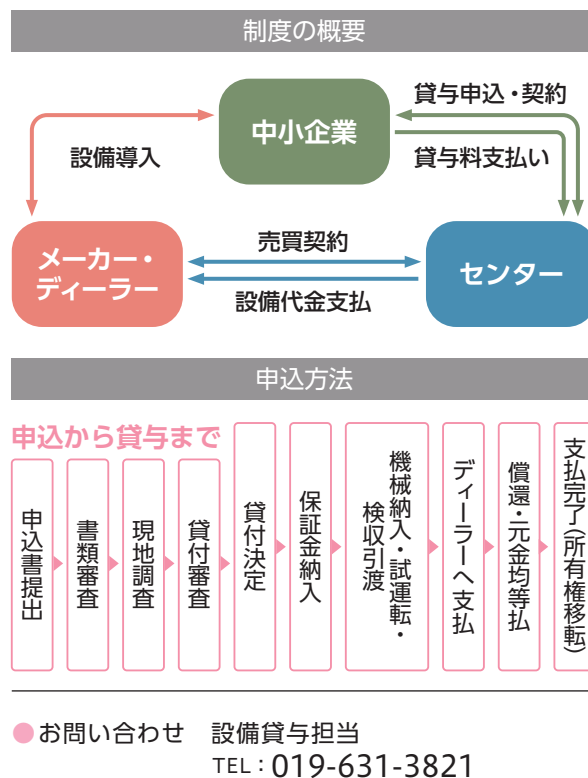 制度の概要
中小企業
貸与申込・契約
設備導入
貸与料支払い
メーカー・
ディーラー
売買契約
設備代金支払
センター
申込方法
申込から貸与まで
申込書提出
書類審査
現地調査
貸付審査
貸付決定
保証金納入
機械納入・試運転・
検収引渡
ディーラーへ支払
償還・元金均等払
支払完了(所有権移転)
●お問い合わせ 設備貸与担当
TEL:019-631-3821